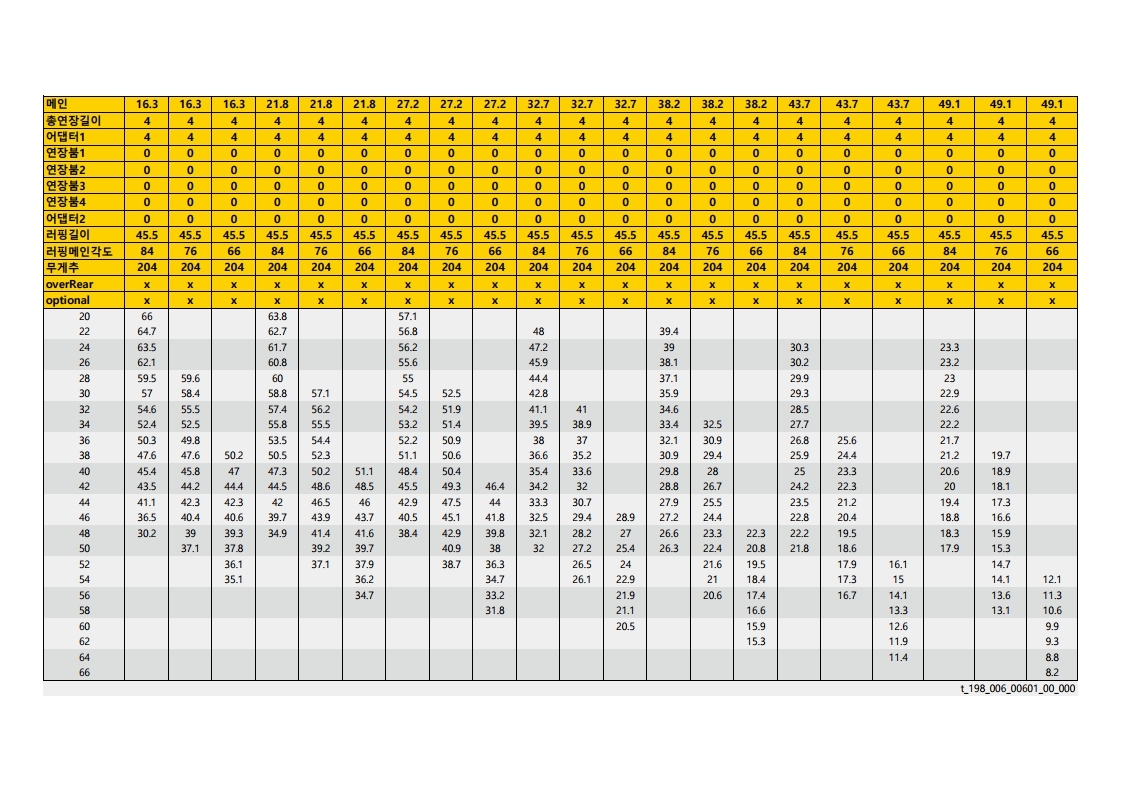 메인 16.3 16.3 16.3 21.8 21.8 21.8 27.2 27.2 27.2 32.7 32.7 32.7 38.2 38.2 38.2 43.7 43.7 43.7 49.1 49.1 49.1
총연장길이 4 4 4 4 4 4 4 4 4 4 4 4 4 4 4 4 4 4 4 4 4
어댑터1 4 4 4 4 4 4 4 4 4 4 4 4 4 4 4 4 4 4 4 4 4
연장붐1 0 0 0 0 0 0 0 0 0 0 0 0 0 0 0 0 0 0 0 0 0
연장붐2 0 0 0 0 0 0 0 0 0 0 0 0 0 0 0 0 0 0 0 0 0
연장붐3 0 0 0 0 0 0 0 0 0 0 0 0 0 0 0 0 0 0 0 0 0
연장붐4 0 0 0 0 0 0 0 0 0 0 0 0 0 0 0 0 0 0 0 0 0
어댑터2 0 0 0 0 0 0 0 0 0 0 0 0 0 0 0 0 0 0 0 0 0
러핑길이 45.5 45.5 45.5 45.5 45.5 45.5 45.5 45.5 45.5 45.5 45.5 45.5 45.5 45.5 45.5 45.5 45.5 45.5 45.5 45.5 45.5
러핑메인각도 84 76 66 84 76 66 84 76 66 84 76 66 84 76 66 84 76 66 84 76 66
무게추 204 204 204 204 204 204 204 204 204 204 204 204 204 204 204 204 204 204 204 204 204
overRear x x x x x x x x x x x x x x x x x x x x x
optional x x x x x x x x x x x x x x x x x x x x x
20 66 63.8 57.1
22 64.7 62.7 56.8 48 39.4
24 63.5 61.7 56.2 47.2 39 30.3 23.3
26 62.1 60.8 55.6 45.9 38.1 30.2 23.2
28 59.5 59.6 60 55 44.4 37.1 29.9 23
30 57 58.4 58.8 57.1 54.5 52.5 42.8 35.9 29.3 22.9
32 54.6 55.5 57.4 56.2 54.2 51.9 41.1 41 34.6 28.5 22.6
34 52.4 52.5 55.8 55.5 53.2 51.4 39.5 38.9 33.4 32.5 27.7 22.2
36 50.3 49.8 53.5 54.4 52.2 50.9 38 37 32.1 30.9 26.8 25.6 21.7
38 47.6 47.6 50.2 50.5 52.3 51.1 50.6 36.6 35.2 30.9 29.4 25.9 24.4 21.2 19.7
40 45.4 45.8 47 47.3 50.2 51.1 48.4 50.4 35.4 33.6 29.8 28 25 23.3 20.6 18.9
42 43.5 44.2 44.4 44.5 48.6 48.5 45.5 49.3 46.4 34.2 32 28.8 26.7 24.2 22.3 20 18.1
44 41.1 42.3 42.3 42 46.5 46 42.9 47.5 44 33.3 30.7 27.9 25.5 23.5 21.2 19.4 17.3
46 36.5 40.4 40.6 39.7 43.9 43.7 40.5 45.1 41.8 32.5 29.4 28.9 27.2 24.4 22.8 20.4 18.8 16.6
48 30.2 39 39.3 34.9 41.4 41.6 38.4 42.9 39.8 32.1 28.2 27 26.6 23.3 22.3 22.2 19.5 18.3 15.9
50 37.1 37.8 39.2 39.7 40.9 38 32 27.2 25.4 26.3 22.4 20.8 21.8 18.6 17.9 15.3
52 36.1 37.1 37.9 38.7 36.3 26.5 24 21.6 19.5 17.9 16.1 14.7
54 35.1 36.2 34.7 26.1 22.9 21 18.4 17.3 15 14.1 12.1
56 34.7 33.2 21.9 20.6 17.4 16.7 14.1 13.6 11.3
58 31.8 21.1 16.6 13.3 13.1 10.6
60 20.5 15.9 12.6 9.9
62 15.3 11.9 9.3
64 11.4 8.8
66 8.2
t_198_006_00601_00_000